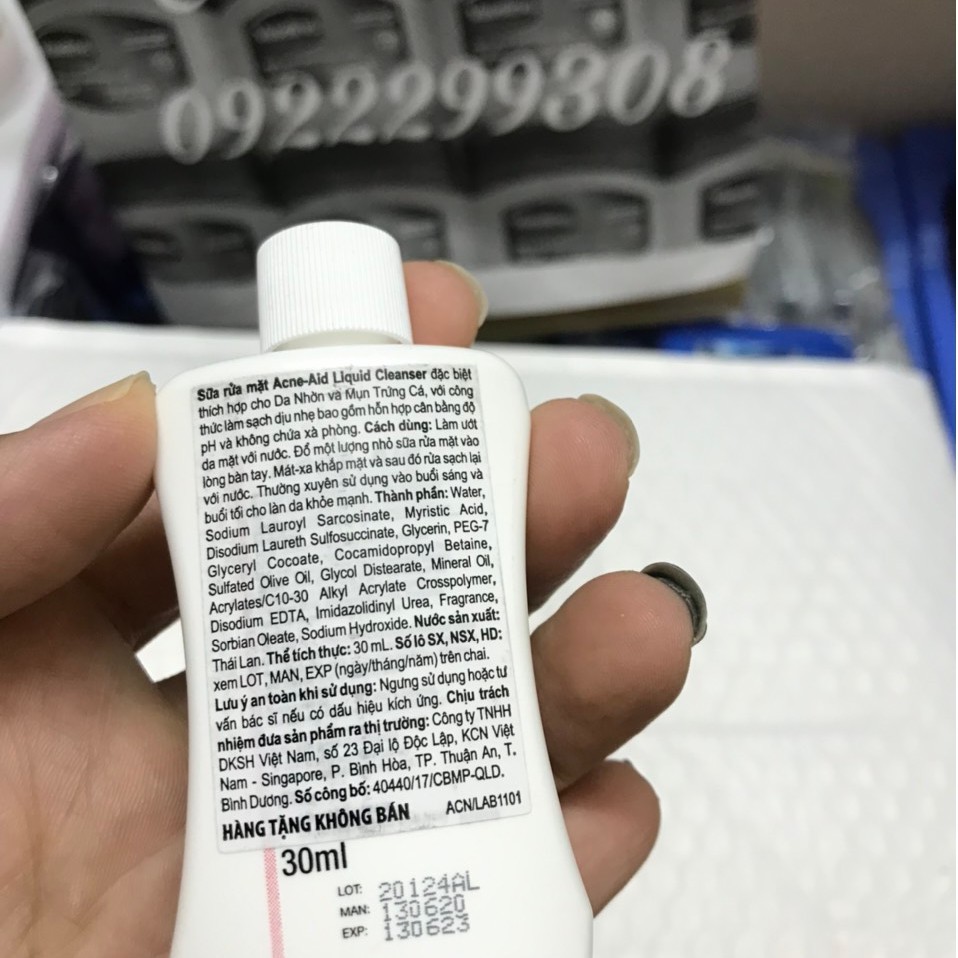 0922299308
Sữa rửa mặt Acne-Aid Liquid Cleanser đặc biệt
thích hợp cho Da Nhờn và Mụn Trứng Cá, với công
thức làm sạch dịu nhẹ bao gồm hỗn hợp cân bằng độ
pH và không chứa xà phòng. Cách dùng: Làm ướt
da mặt với nước. Đổ một lượng nhỏ sữa rửa mặt vào
lòng bàn tay. Mát-xa khắp mặt và sau đó rửa sạch lại
với nước. Thường xuyên sử dụng vào buổi sáng và
buổi tối cho làn da khỏe mạnh. Thành phần: Water,
Sodium Lauroyl Sarcosinate, Myristic Acid,
Disodium Laureth Sulfosuccinate, Glycerin, PEG-7
Glyceryl Cocoate, Cocamidopropyl Betaine,
Sulfated Olive Oil, Glycol Distearate, Mineral Oil,
Acrylates/C10-30 Alkyl Acrylate Crosspolymer,
Disodium EDTA, Imidazolidinyl Urea, Fragrance,
Sorbian Oleate, Sodium Hydroxide. Nước sản xuất:
Thái Lan. Thể tích thực: 30 mL. Số lô SX, NSX, HD:
xem LOT, MAN, EXP (ngày/tháng/năm) trên chai.
Lưu ý an toàn khi sử dụng: Ngưng sử dụng hoặc tư
vấn bác sĩ nếu có dấu hiệu kích ứng. Chịu trách
nhiệm đưa sản phẩm ra thị trường: Công ty TNHH
DKSH Việt Nam, số 23 Đại lộ Độc Lập, KCN Việt
Nam - Singapore, P. Bình Hòa, TP. Thuận An, T.
Bình Dương. Số công bố: 40440/17/CBMP-QLD.
HÀNG TẶNG KHÔNG BÁN ACN/LAB1101
30ml
LOT: 20124AL
MAN: 130620
EXP: 130623